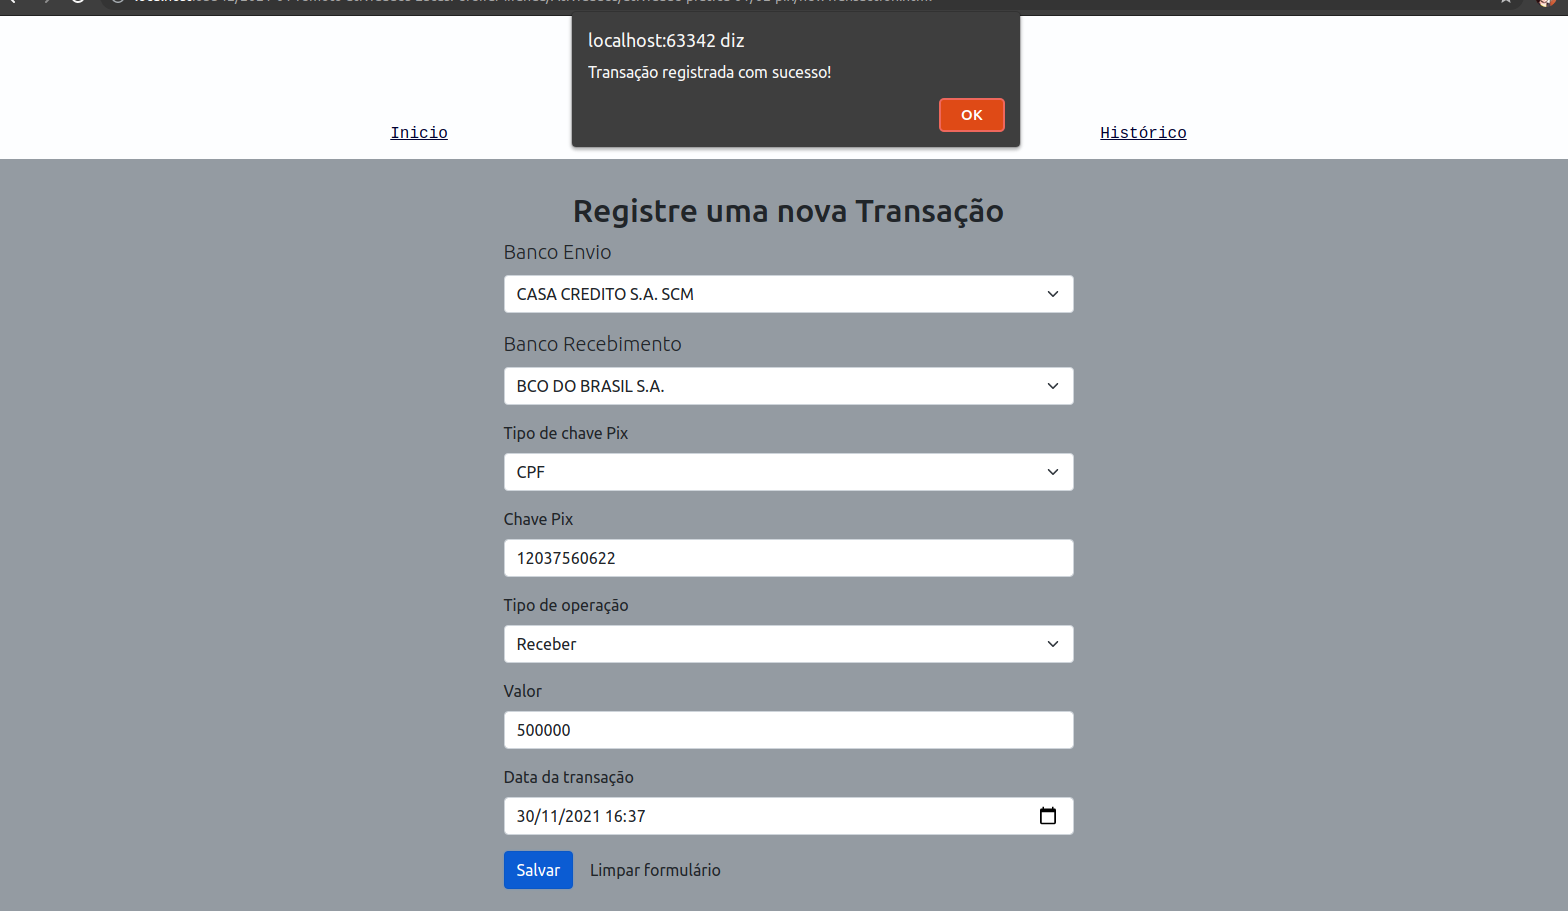 localhost:63342 diz
Transação registrada com sucesso!
OK
Inicio
Histórico
Registre uma nova Transação
Banco Envio
CASA CREDITO S.A. SCM
Banco Recebimento
BCO DO BRASIL S.A.
Tipo de chave Pix
CPF
Chave Pix
12037560622
Tipo de operação
Receber
Valor
500000
Data da transação
30/11/2021 16:37
Salvar
Limpar formulário